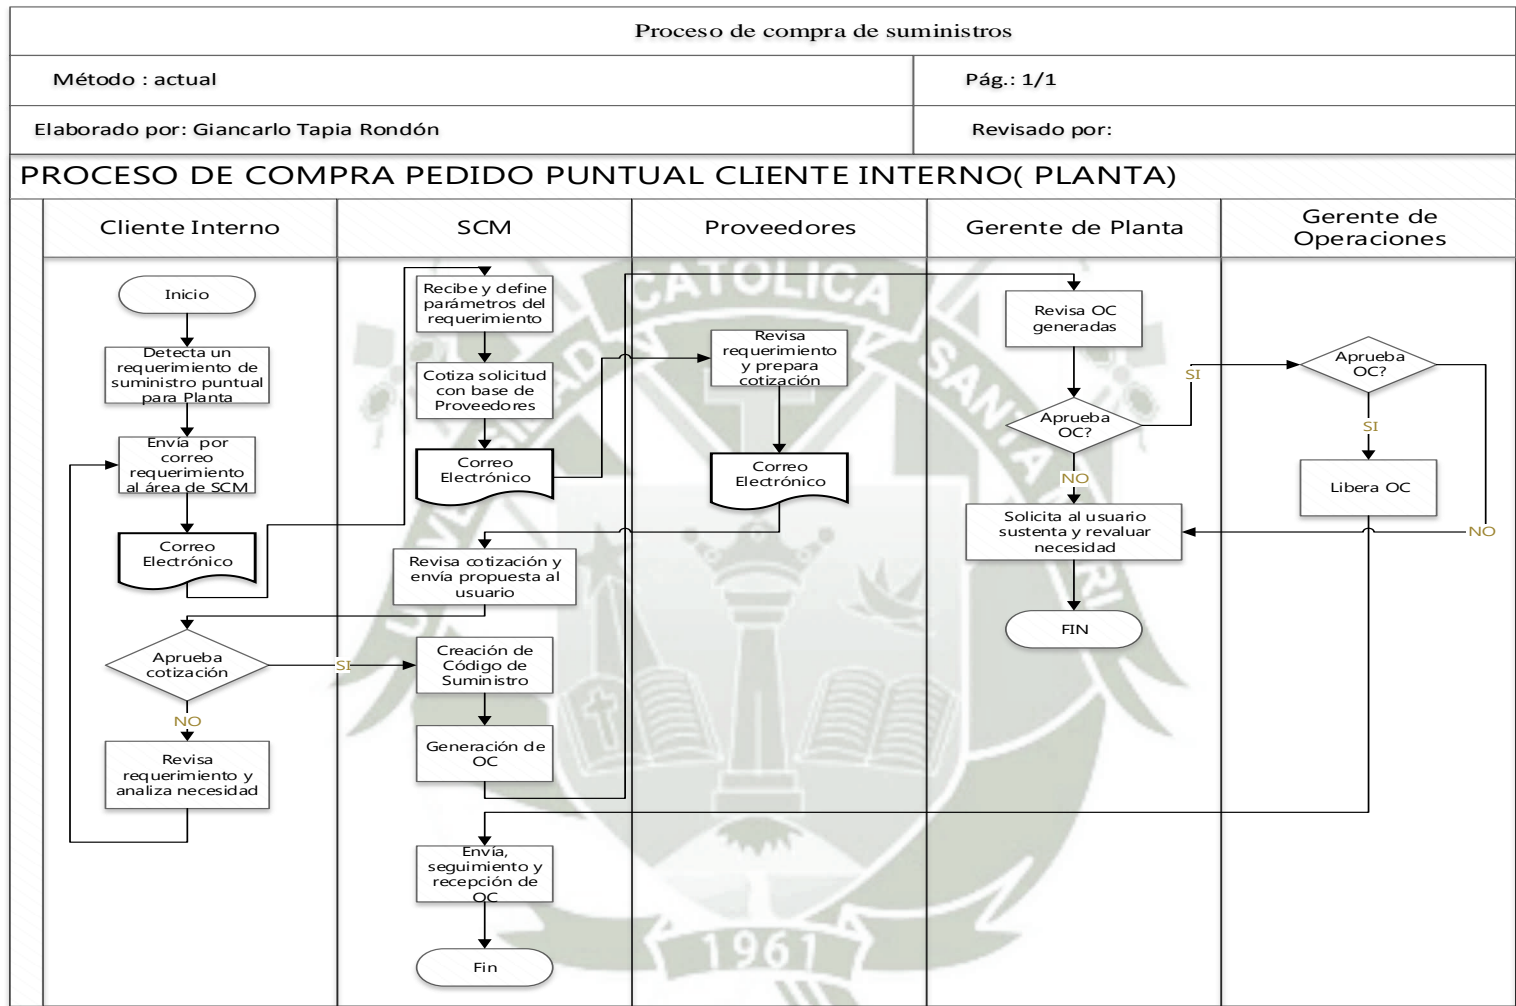 Proceso de compra de suministros
Método : actual
Pág.: 1/1
Elaborado por: Giancarlo Tapia Rondón
Revisado por:
PROCESO DE COMPRA PEDIDO PUNTUAL CLIENTE INTERNO( PLANTA)
Cliente Interno
SCM
Proveedores
Gerente de Planta
Gerente de
Operaciones
Inicio
Detecta un
requerimiento de
suministro puntual
para Planta
Envía por
correo
requerimiento
al área de SCM
Correo
Electrónico
Recibe y define
parámetros del
requerimiento
Cotiza solicitud
con base de
Proveedores
Correo
Electrónico
Revisa
requerimiento
y prepara
cotización
Correo
Electrónico
Revisa cotización y
envía propuesta al
usuario
Aprueba
cotización
SI
NO
Revisa
requerimiento y
analiza necesidad
Creación de
Código de
Suministro
Generación de
OC
Revisa OC
generadas
Aprueba
OC?
SI
NO
Solicita al usuario
sustenta y revaluar
necesidad
FIN
Aprueba
OC?
SI
NO
Libera OC
Envía,
seguimiento y
recepción de
OC
Fin
CATOLICA
1961